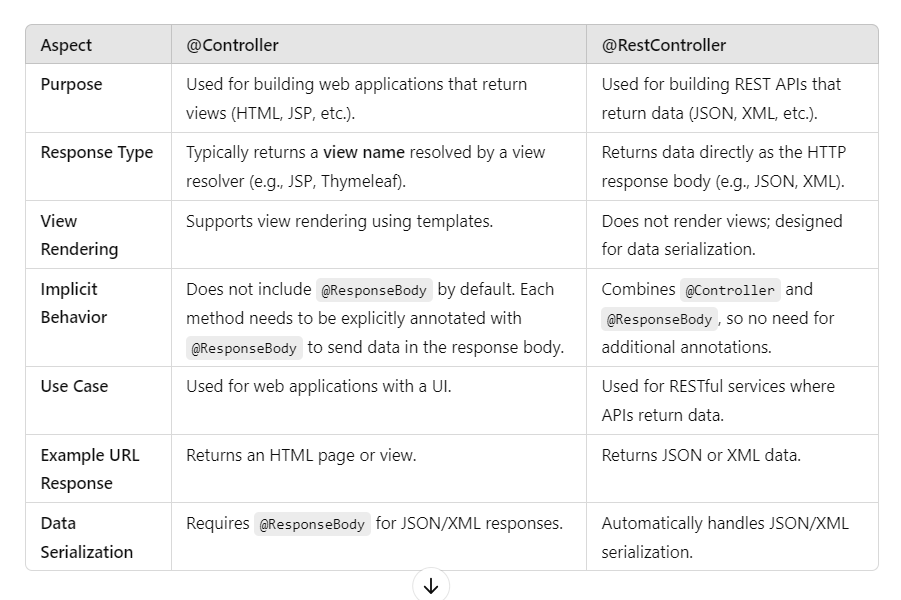 Aspect @Controller @RestController
Purpose Used for building web applications that return Used for building REST APIs that
views (HTML, JSP, etc.). return data (JSON, XML, etc.).
Response Type Typically returns a view name resolved by a view Returns data directly as the HTTP
resolver (e.g., JSP, Thymeleaf). response body (e.g., JSON, XML).
View Supports view rendering using templates. Does not render views; designed
Rendering for data serialization.
Implicit Does not include @ResponseBody by default. Each Combines @Controller and
Behavior method needs to be explicitly annotated with @ResponseBody, so no need for
@ResponseBody to send data in the response body. additional annotations.
Use Case Used for web applications with a UI. Used for RESTful services where
APIs return data.
Example URL Returns an HTML page or view. Returns JSON or XML data.
Response
Data Requires @ResponseBody for JSON/XML responses. Automatically handles JSON/XML
Serialization serialization.